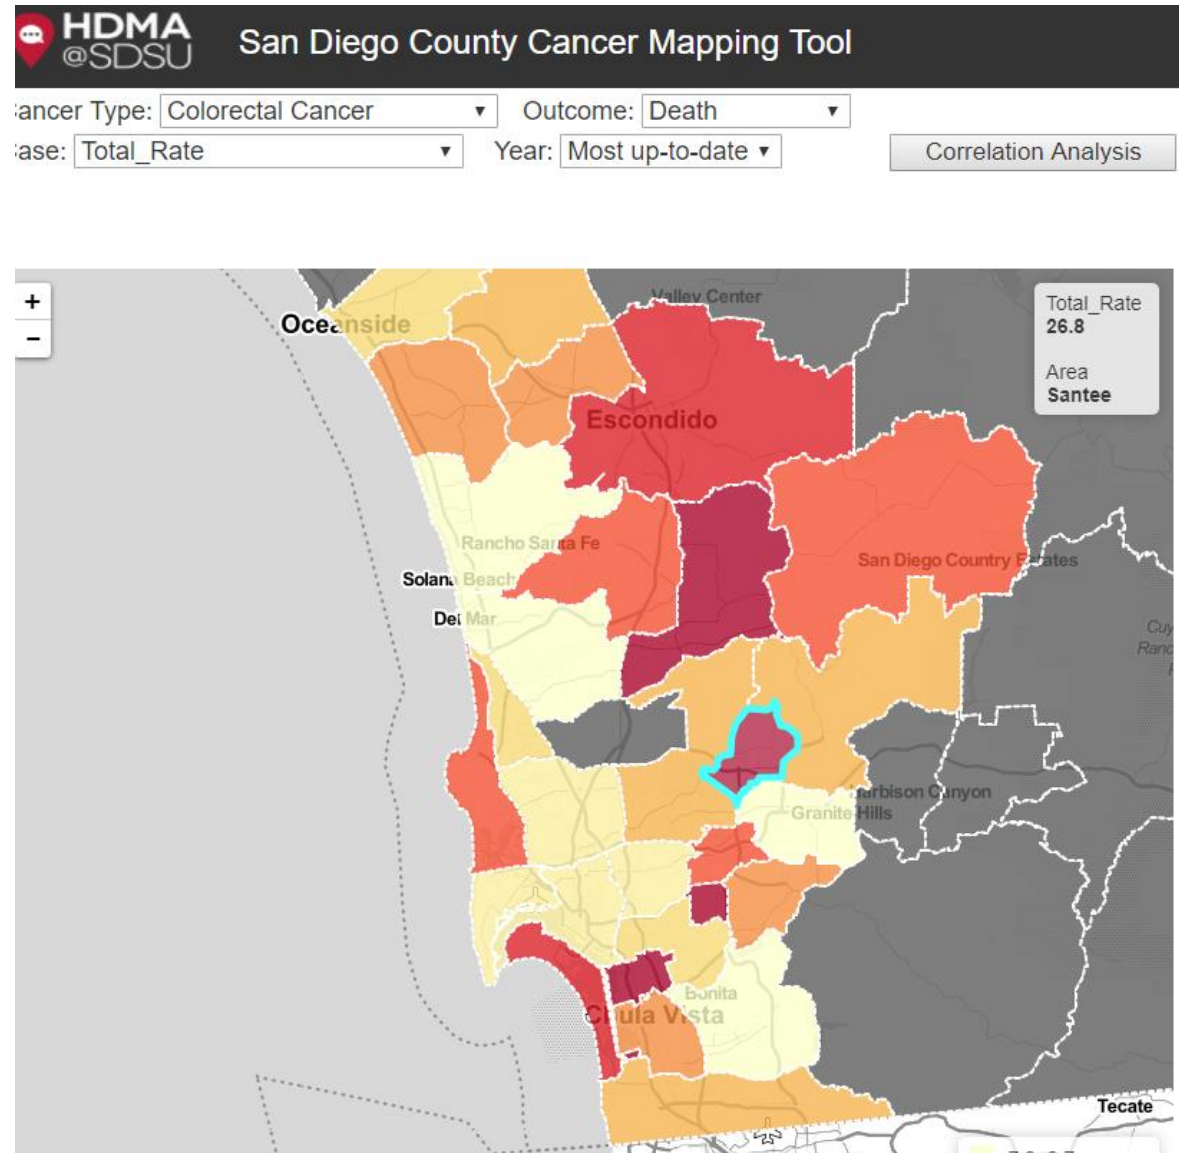 HDMA
@SDSU
San Diego County Cancer Mapping Tool
ancer Type: Colorectal Cancer
Outcome: Death
ase: Total_Rate
Year: Most up-to-date
Correlation Analysis
+
−
Total_Rate
26.8
Area
Santee
Valley Center
Oceanside
Escondido
Rancho Santa Fe
San Diego Country Estates
Solana Beach
Del Mar
Harbison Canyon
Granite Hills
Bonita
Chula Vista
Tecate